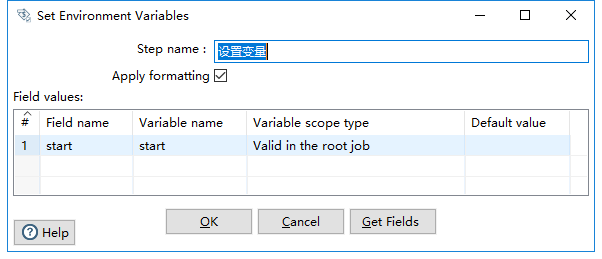 Set Environment Variables
Step name : 设置变量
Apply formatting
Field values:
# Field name Variable name Variable scope type Default value
1 start start Valid in the root job
OK Cancel Get Fields
Help